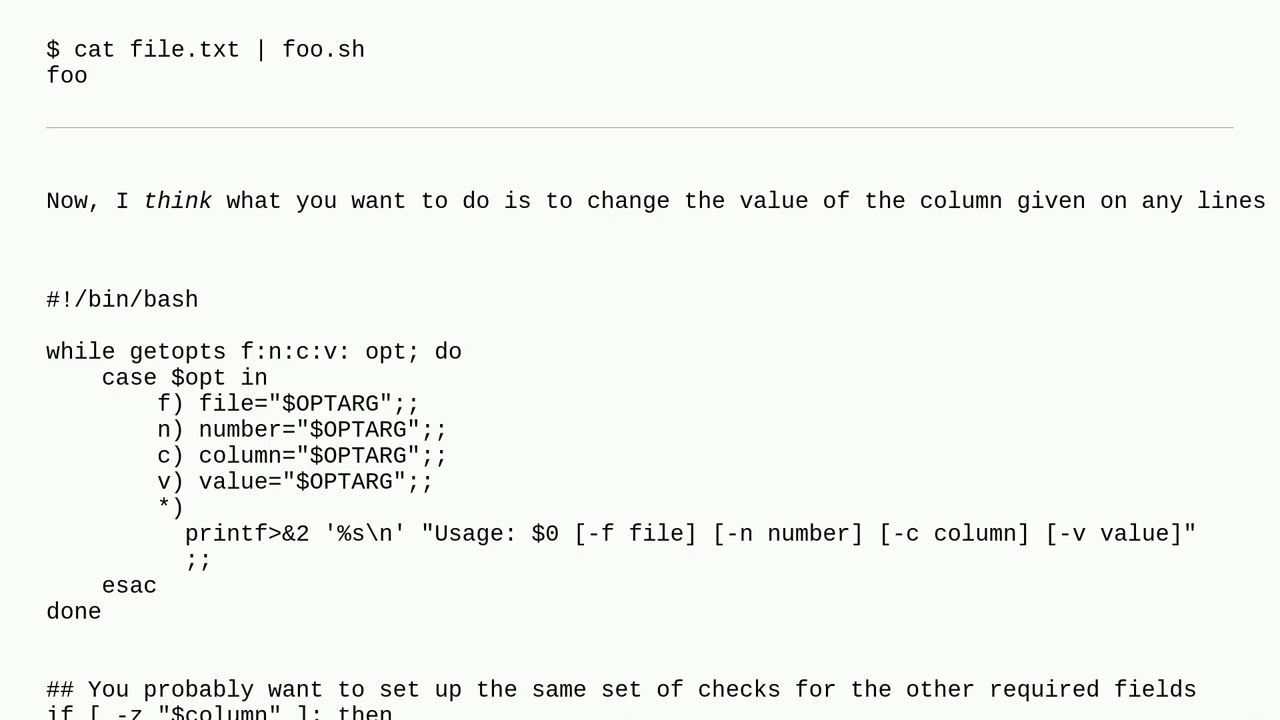 $ cat file.txt | foo.sh
foo
Now, I think what you want to do is to change the value of the column given on any lines
#!/bin/bash
while getopts f:n:c:v: opt; do
    case $opt in
        f) file="$OPTARG";;
        n) number="$OPTARG";;
        c) column="$OPTARG";;
        v) value="$OPTARG";;
        *)
          printf>&2 '%s\n' "Usage: $0 [-f file] [-n number] [-c column] [-v value]"
          ;;
    esac
done
## You probably want to set up the same set of checks for the other required fields
if [ -z "$column" ]; then